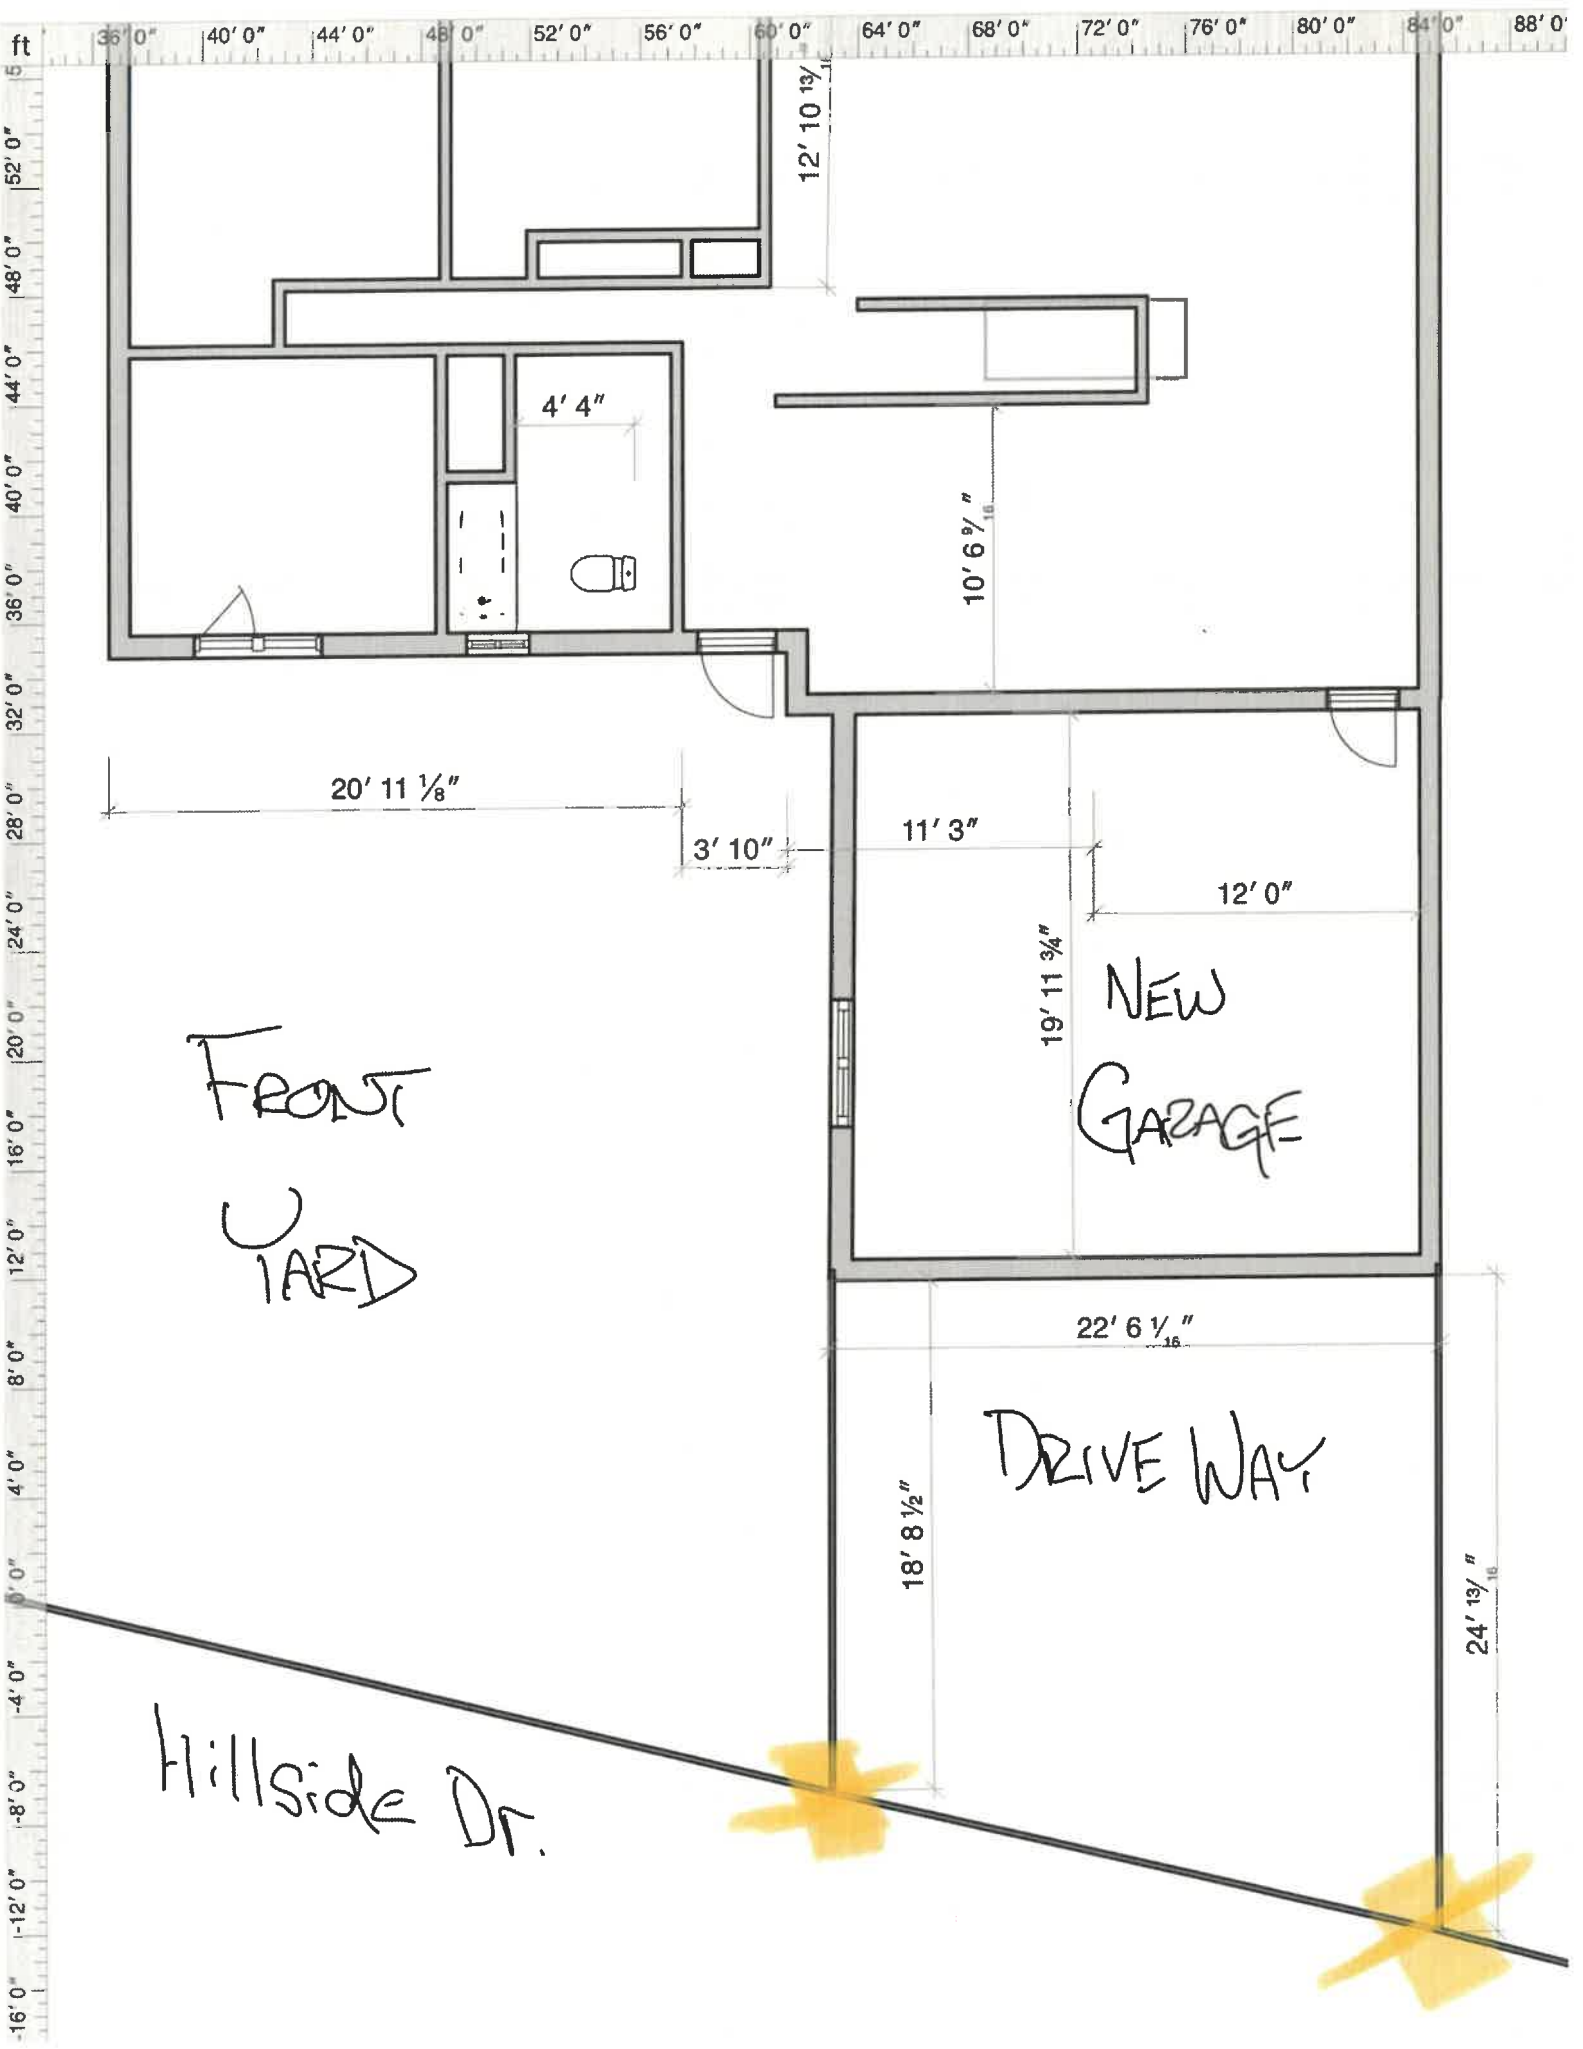 ft
36' 0" 40' 0" 44' 0" 48' 0" 52' 0" 56' 0" 60' 0" 64' 0" 68' 0" 72' 0" 76' 0" 80' 0" 84' 0" 88' 0
5
52' 0"
48' 0"
44' 0"
40' 0"
36' 0"
32' 0"
28' 0"
24' 0"
20' 0"
16' 0"
12' 0"
8' 0"
4' 0"
0' 0"
-4' 0"
-8' 0"
-12' 0"
-16' 0"
12' 10 13/1
4' 4"
10' 6 9/16"
20' 11 1/8"
3' 10"
11' 3"
12' 0"
19' 11 3/4"
NEW
GARAGE
FRONT
YARD
22' 6 1/16"
DRIVE WAY
18' 8 1/2"
24' 13/16"
Hillside Dr.